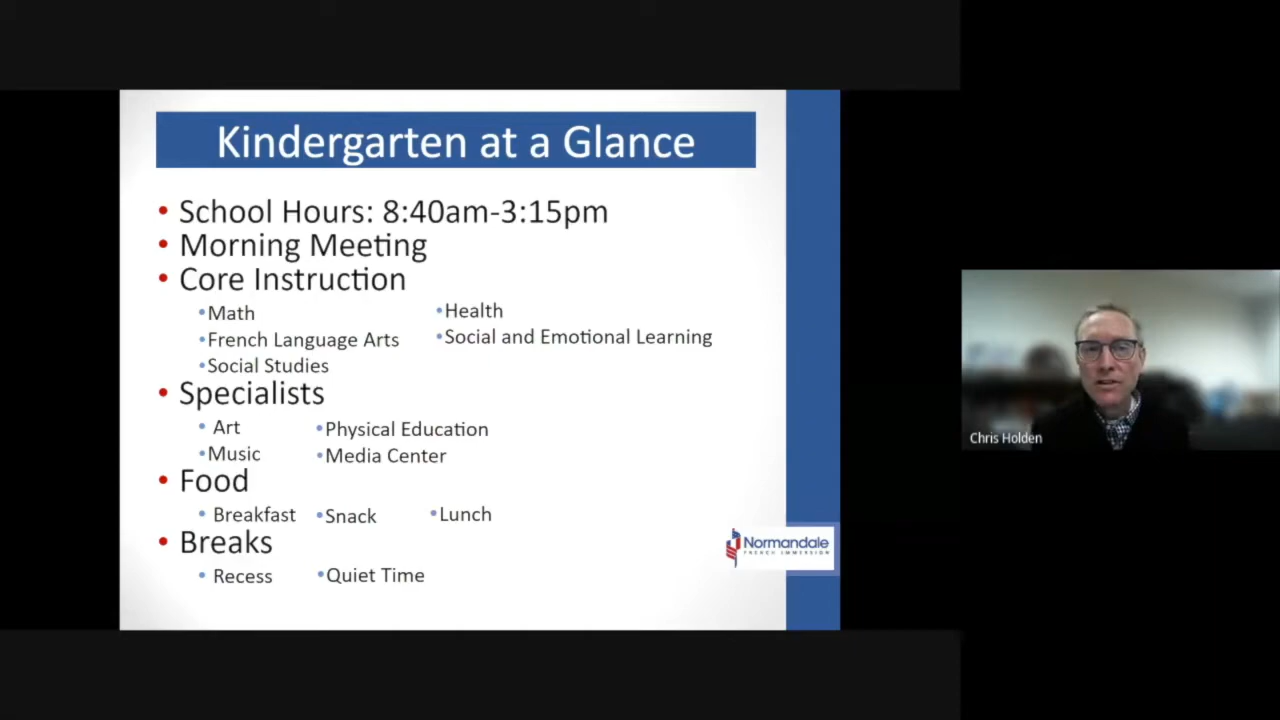 Kindergarten at a Glance
• School Hours: 8:40am-3:15pm
• Morning Meeting
• Core Instruction
•Math
•French Language Arts
•Social Studies
•Health
•Social and Emotional Learning
• Specialists
• Art
• Music
•Physical Education
•Media Center
• Food
• Breakfast •Snack •Lunch
• Breaks
• Recess •Quiet Time
Normandale
FRENCH IMMERSION
Chris Holden